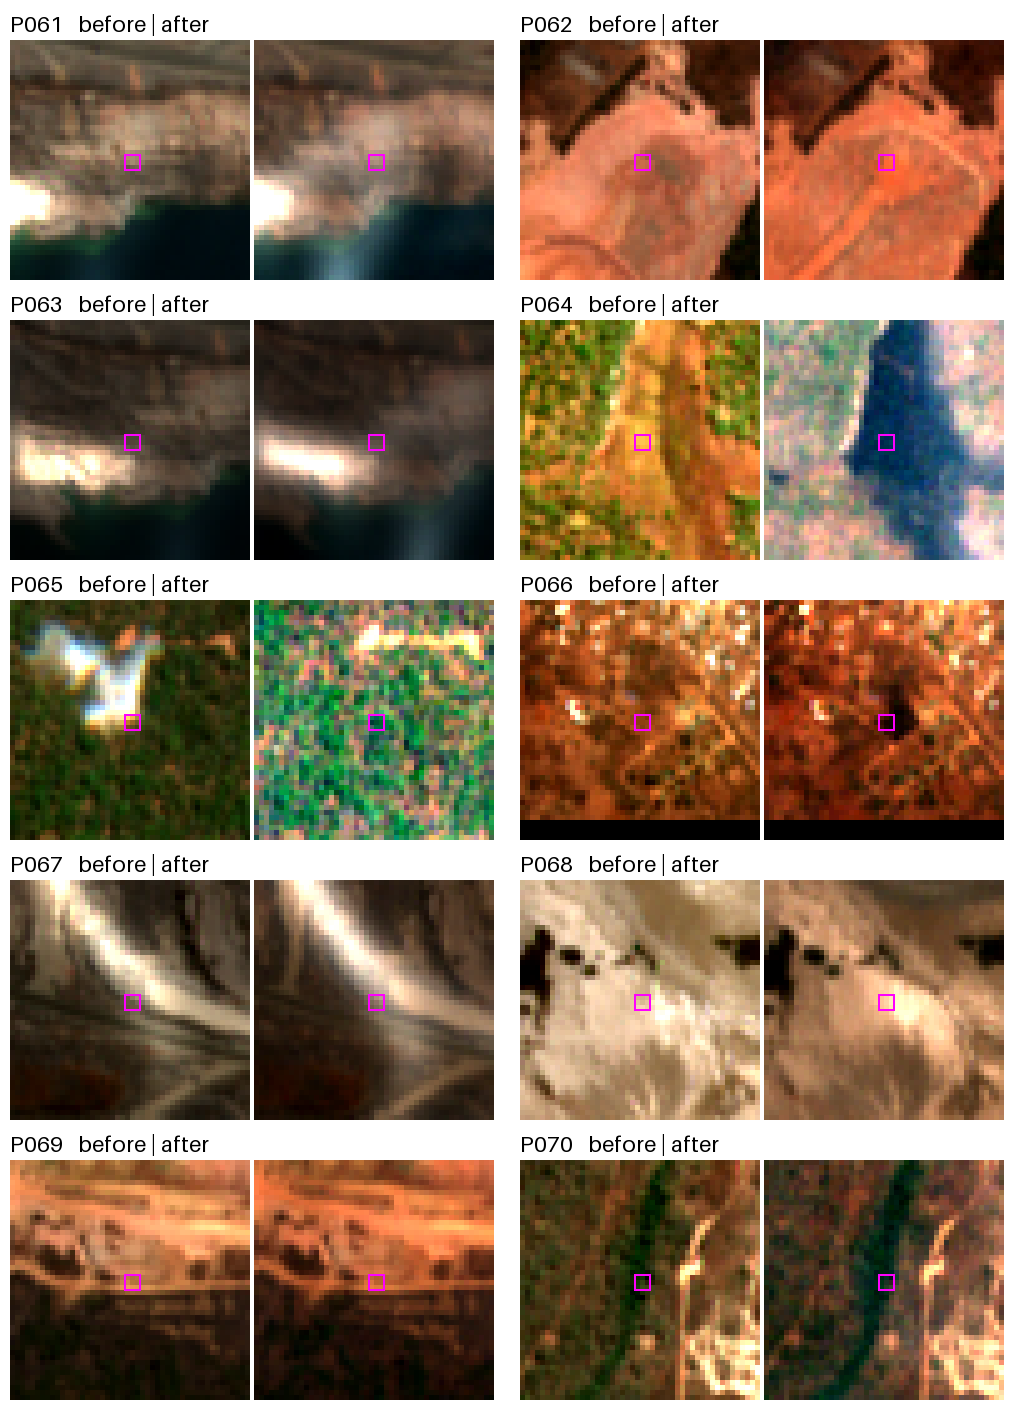 P061 before | after
P062 before | after
P063 before | after
P064 before | after
P065 before | after
P066 before | after
P067 before | after
P068 before | after
P069 before | after
P070 before | after